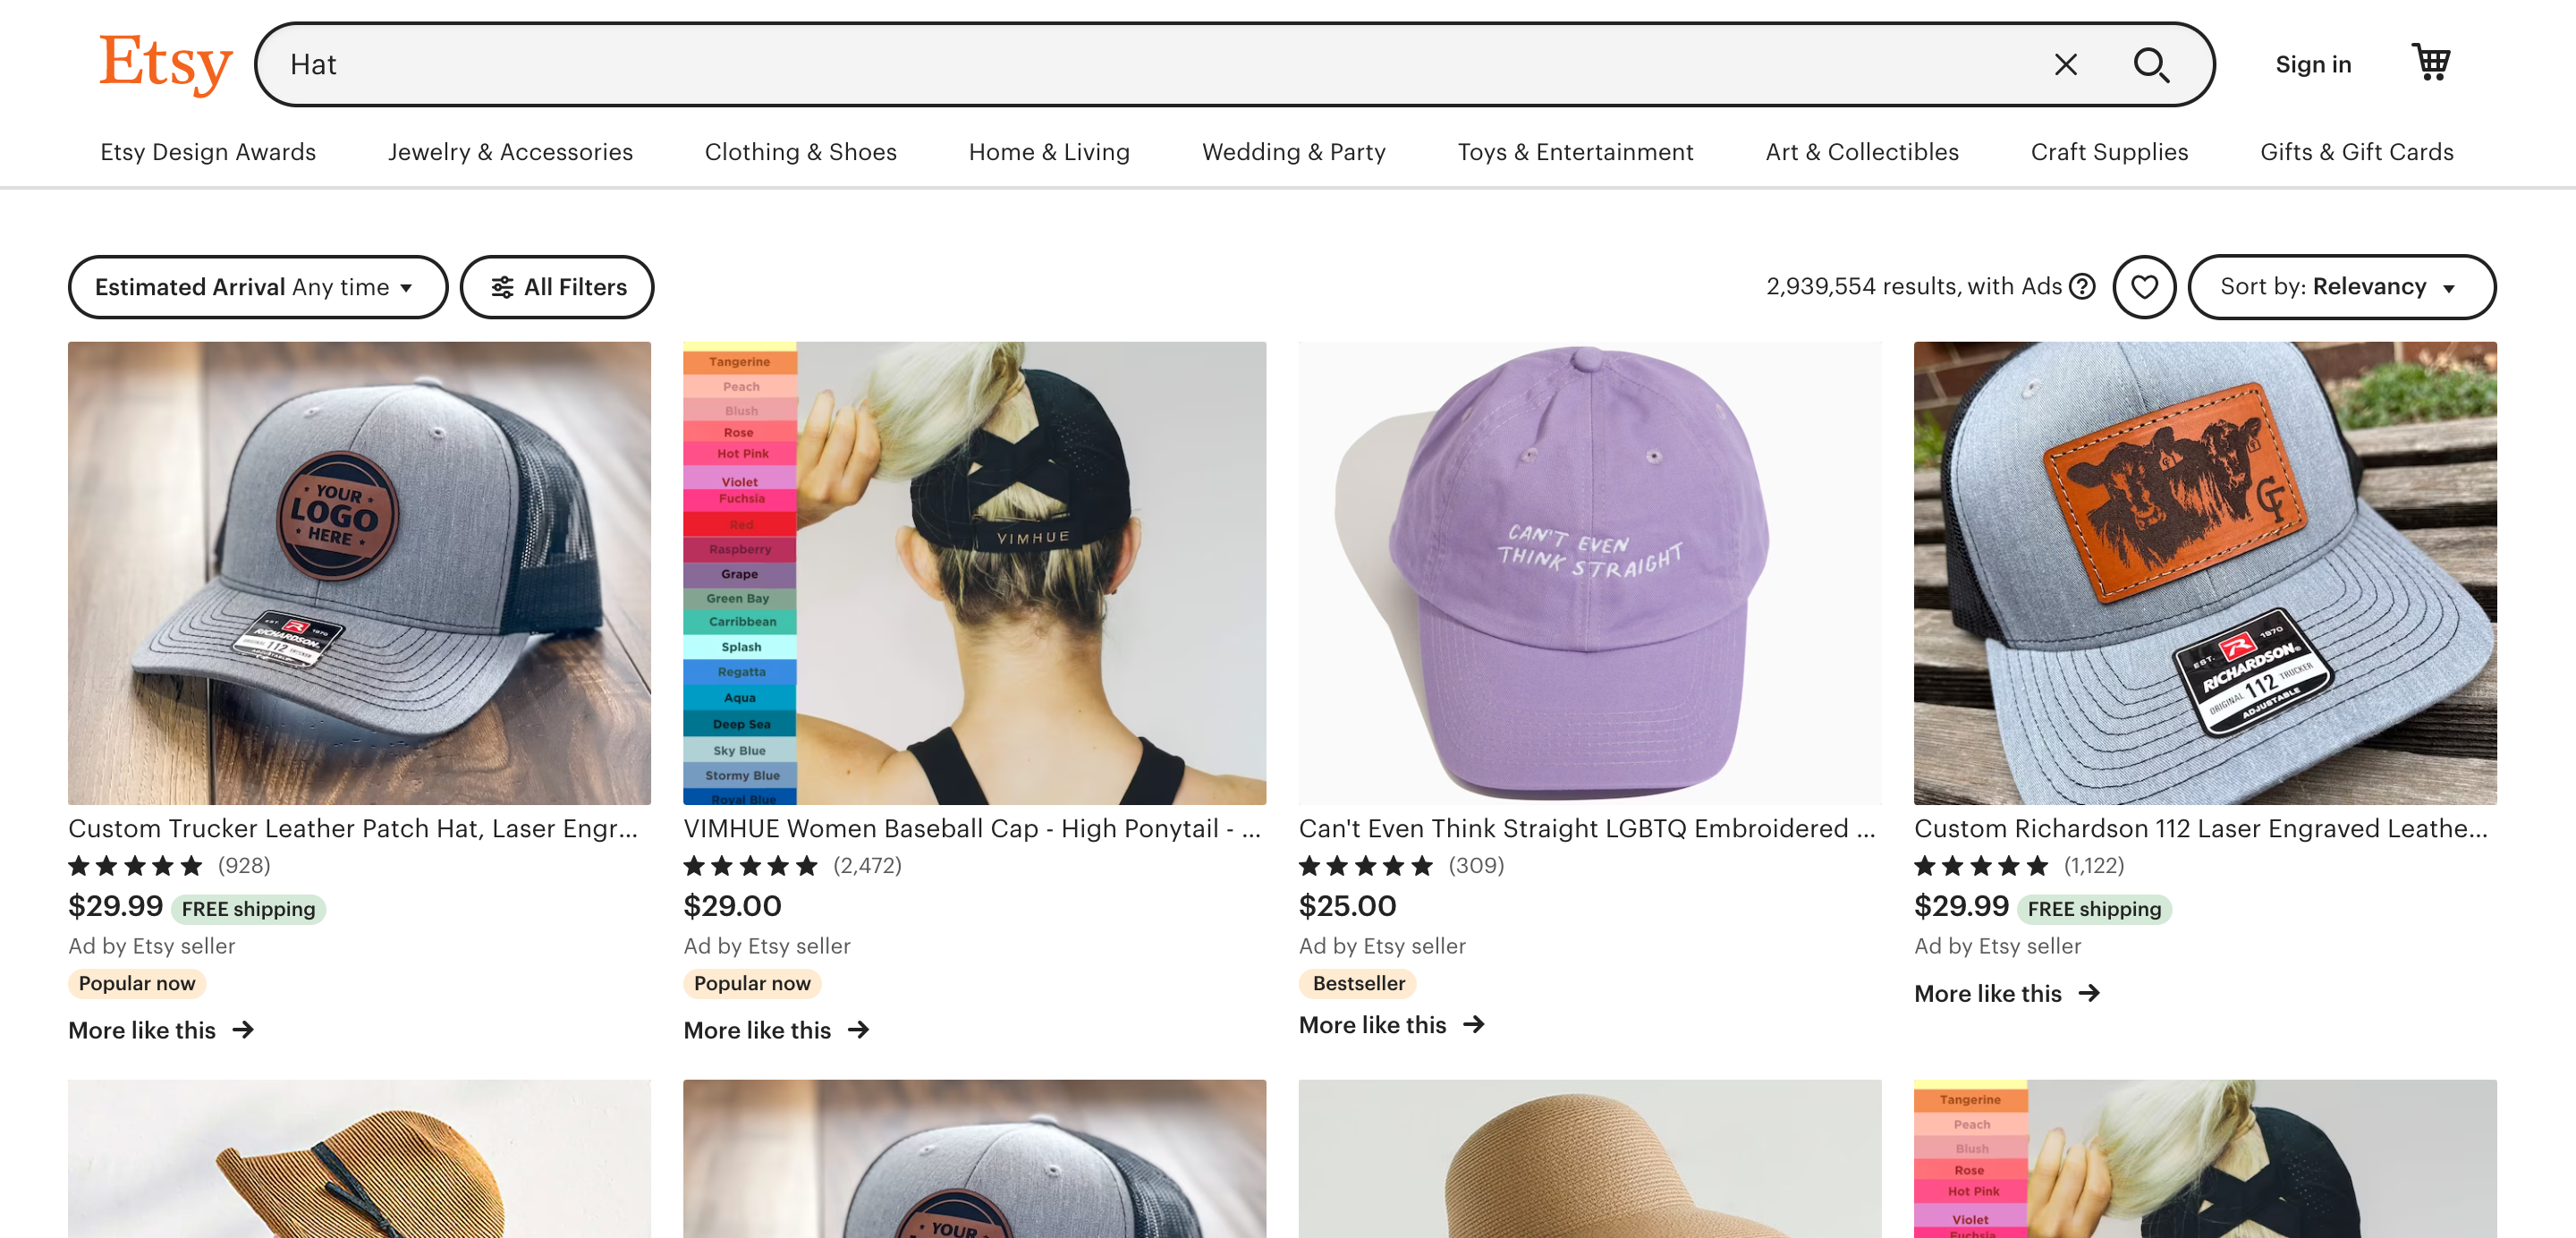 Etsy
Hat
Sign in
Etsy Design Awards
Jewelry & Accessories
Clothing & Shoes
Home & Living
Wedding & Party
Toys & Entertainment
Art & Collectibles
Craft Supplies
Gifts & Gift Cards
Estimated Arrival Any time
All Filters
2,939,554 results, with Ads ?
Sort by: Relevancy
YOUR
LOGO
HERE
EST. R 1970
RICHARDSON
112
ADJUSTABLE
Tangerine
Peach
Blush
Rose
Hot Pink
Violet
Fuchsia
Red
Raspberry
Grape
Green Bay
Carribbean
Splash
Regatta
Aqua
Deep Sea
Sky Blue
Stormy Blue
Royal Blue
VIMHUE
CAN'T EVEN
THINK STRAIGHT
CF
EST. R 1970
RICHARDSON®
ORIGINAL 112 TRUCKER
ADJUSTABLE
Custom Trucker Leather Patch Hat, Laser Engr...
(928)
$29.99 FREE shipping
Ad by Etsy seller
Popular now
More like this
VIMHUE Women Baseball Cap - High Ponytail - ...
(2,472)
$29.00
Ad by Etsy seller
Popular now
More like this
Can't Even Think Straight LGBTQ Embroidered ...
(309)
$25.00
Ad by Etsy seller
Bestseller
More like this
Custom Richardson 112 Laser Engraved Leathe...
(1,122)
$29.99 FREE shipping
Ad by Etsy seller
More like this
YOUR
Tangerine
Peach
Blush
Rose
Hot Pink
Violet
Fuchsia